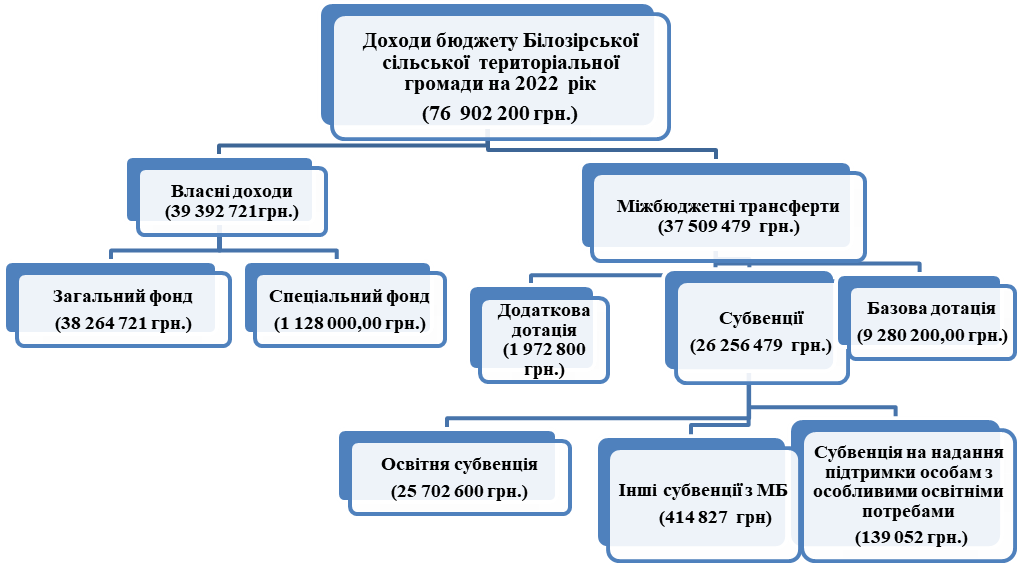 Доходи бюджету Білозірської
сільської територіальної
громади на 2022 рік
(76 902 200 грн.)
Власні доходи
(39 392 721грн.)
Міжбюджетні трансферти
(37 509 479 грн.)
Загальний фонд
(38 264 721 грн.)
Спеціальний фонд
(1 128 000,00 грн.)
Додаткова
дотація
(1 972 800
грн.)
Субвенції
(26 256 479 грн.)
Базова дотація
(9 280 200,00 грн.)
Освітня субвенція
(25 702 600 грн.)
Інші субвенції з МБ
(414 827 грн)
Субвенція на надання
підтримки особам з
особливими освітніми
потребами
(139 052 грн.)